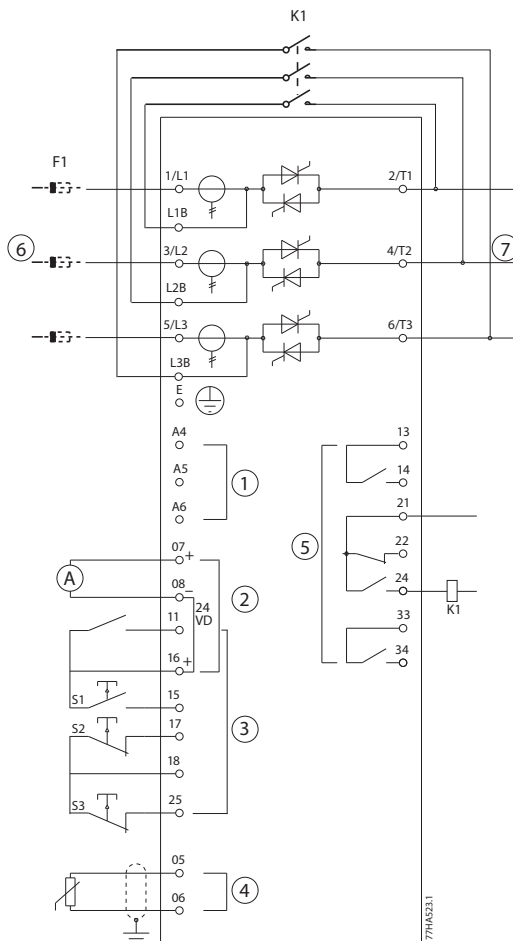 K1
F1
1/L1
2/T1
L1B
6
3/L2
4/T2
7
L2B
5/L3
6/T3
L3B
E
A4
13
A5
1
14
A6
21
5
22
07 +
A
08 –
2
24
24
VD
K1
11
33
16 +
34
S1
15
S2
17
3
18
S3
25
05
4
06
77HA523.1